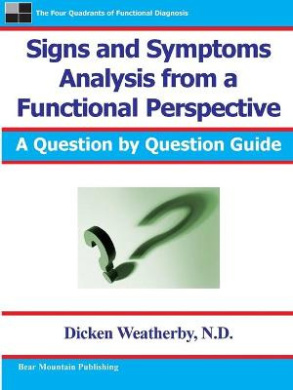 The Four Quadrants of Functional Diagnosis
Signs and Symptoms
Analysis from a
Functional Perspective
A Question by Question Guide
Dicken Weatherby, N.D.
Bear Mountain Publishing